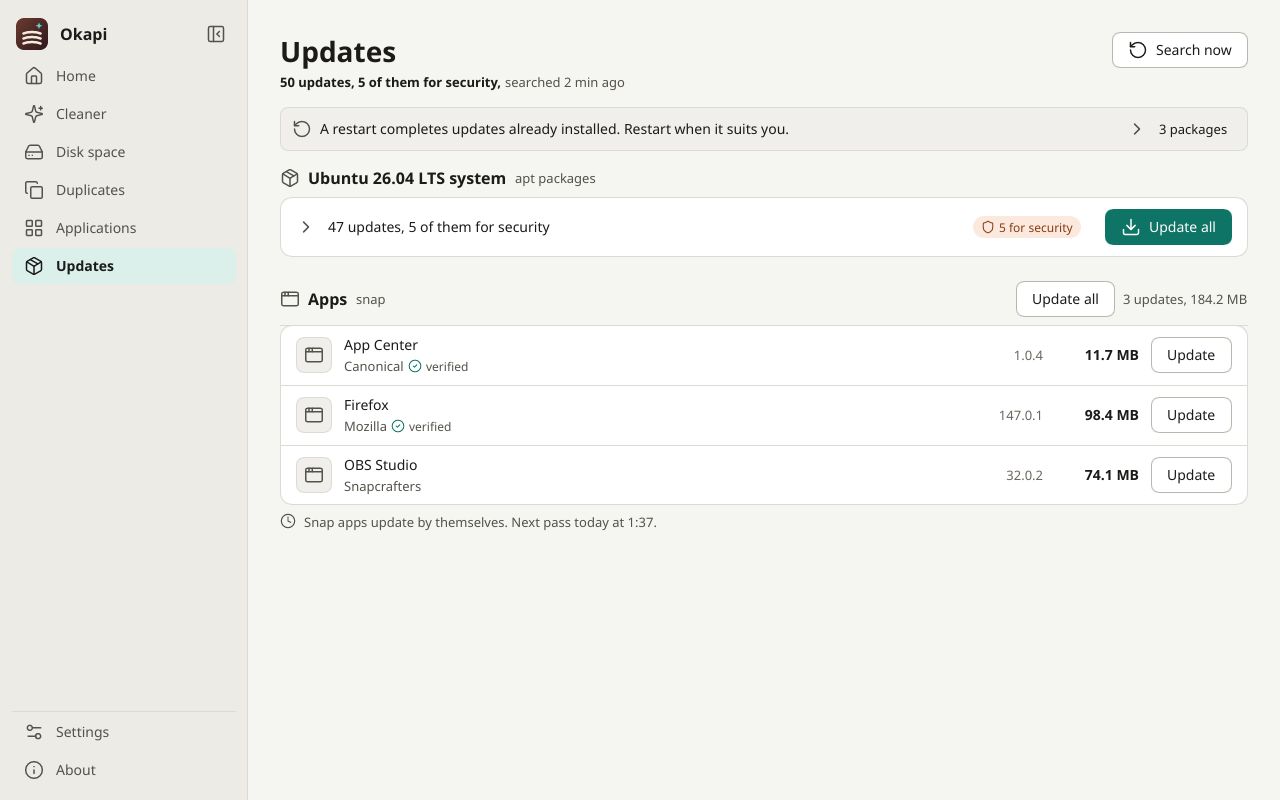 Okapi
Home
Cleaner
Disk space
Duplicates
Applications
Updates
Settings
About
Updates
Search now
50 updates, 5 of them for security, searched 2 min ago
A restart completes updates already installed. Restart when it suits you.
3 packages
Ubuntu 26.04 LTS system apt packages
47 updates, 5 of them for security
5 for security
Update all
Apps snap
Update all
3 updates, 184.2 MB
App Center
Canonical verified
1.0.4
11.7 MB
Update
Firefox
Mozilla verified
147.0.1
98.4 MB
Update
OBS Studio
Snapcrafters
32.0.2
74.1 MB
Update
Snap apps update by themselves. Next pass today at 1:37.